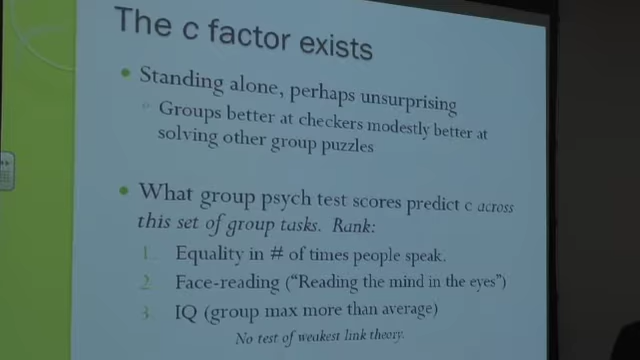 The c factor exists
Standing alone, perhaps unsurprising
Groups better at checkers modestly better at
solving other group puzzles
What group psych test scores predict c across
this set of group tasks. Rank:
1. Equality in # of times people speak.
2. Face-reading ("Reading the mind in the eyes")
3. IQ (group max more than average)
No test of weakest link theory.